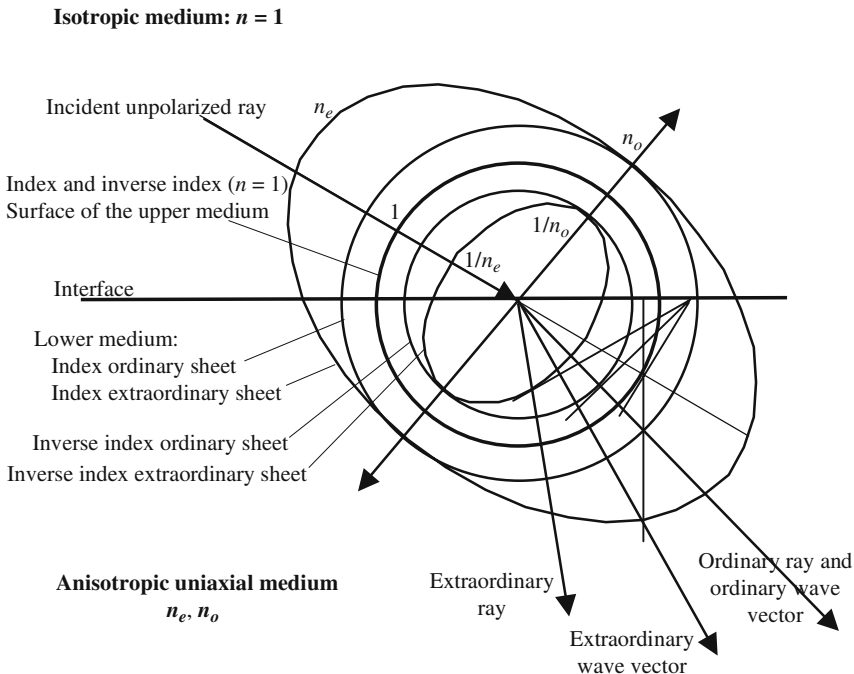 Isotropic medium: n = 1
Incident unpolarized ray
n_e
n_o
Index and inverse index (n = 1)
Surface of the upper medium
1
1/n_o
1/n_e
Interface
Lower medium:
Index ordinary sheet
Index extraordinary sheet
Inverse index ordinary sheet
Inverse index extraordinary sheet
Anisotropic uniaxial medium
n_e, n_o
Extraordinary
ray
Extraordinary
wave vector
Ordinary ray and
ordinary wave
vector